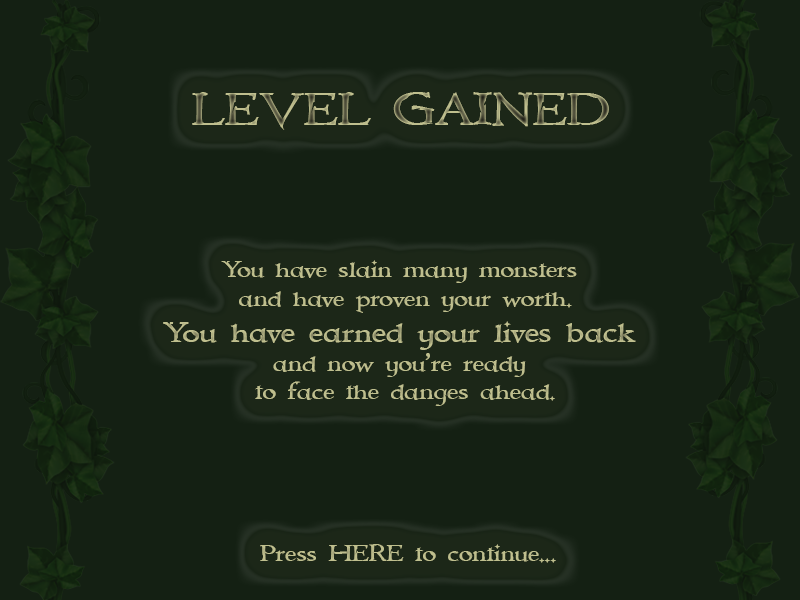 LEVEL GAINED
You have slain many monsters
and have proven your worth.
You have earned your lives back
and now you're ready
to face the danges ahead.
Press HERE to continue...